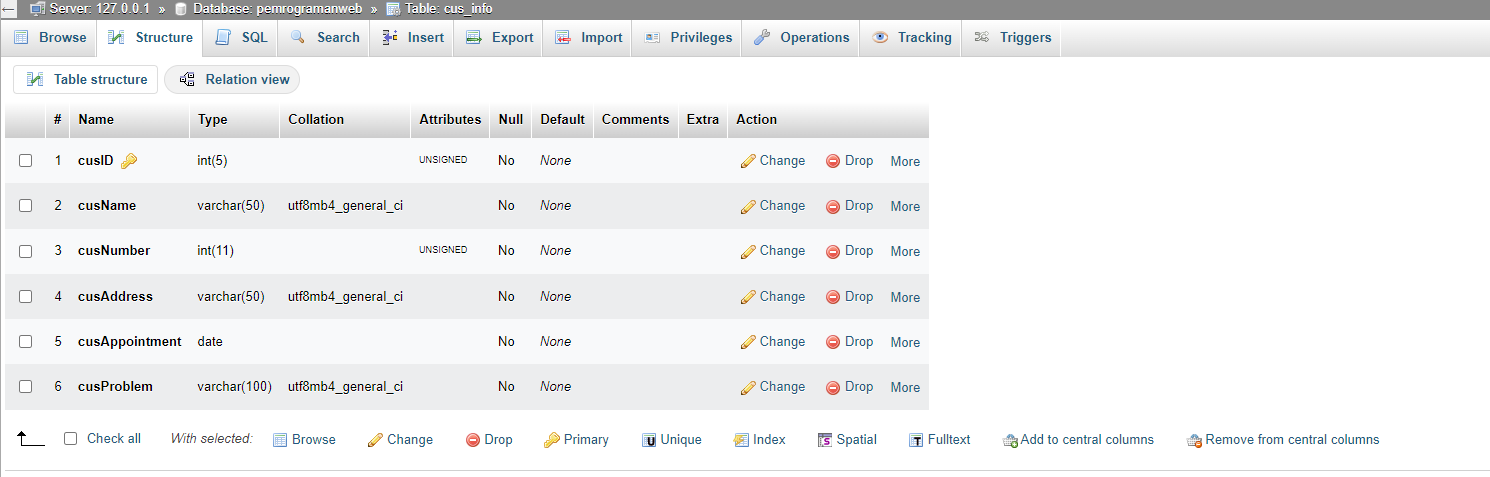 Server: 127.0.0.1 » Database: pemrogramanweb » Table: cus_info
Browse Structure SQL Search Insert Export Import Privileges Operations Tracking Triggers
Table structure Relation view
# Name Type Collation Attributes Null Default Comments Extra Action
1 cusID int(5) UNSIGNED No None Change Drop More
2 cusName varchar(50) utf8mb4_general_ci No None Change Drop More
3 cusNumber int(11) UNSIGNED No None Change Drop More
4 cusAddress varchar(50) utf8mb4_general_ci No None Change Drop More
5 cusAppointment date No None Change Drop More
6 cusProblem varchar(100) utf8mb4_general_ci No None Change Drop More
Check all With selected: Browse Change Drop Primary Unique Index Spatial Fulltext Add to central columns Remove from central columns